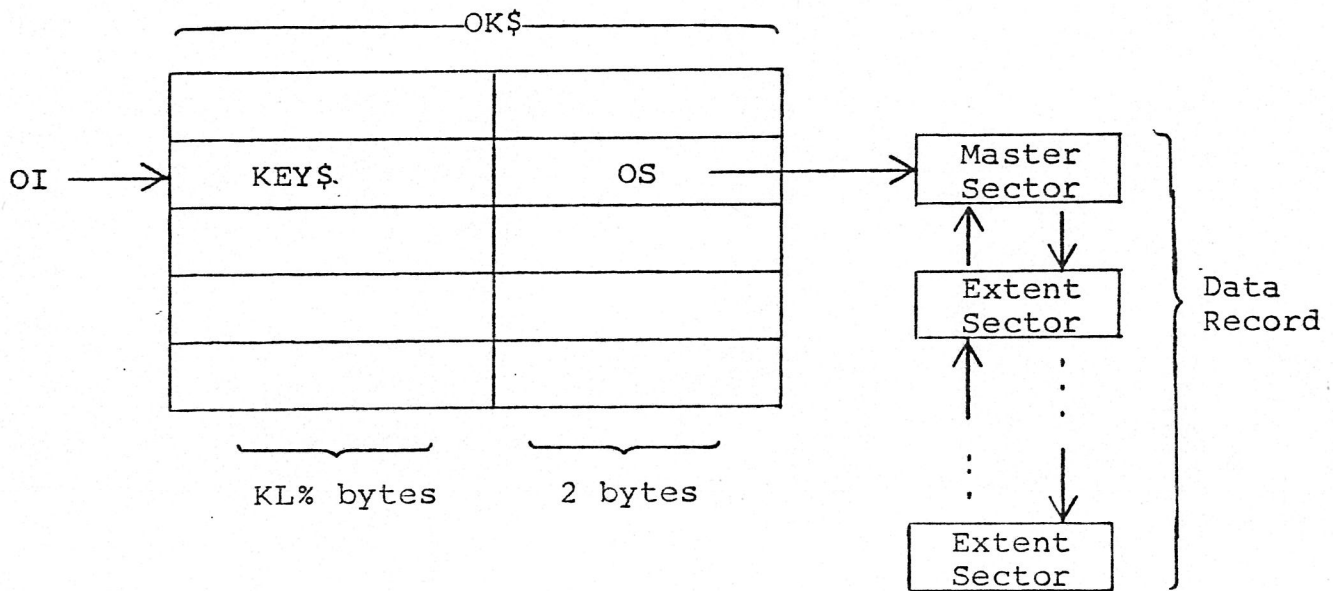 OK$
OI
KEY$
OS
Master
Sector
Extent
Sector
Data
Record
KL% bytes
2 bytes
Extent
Sector